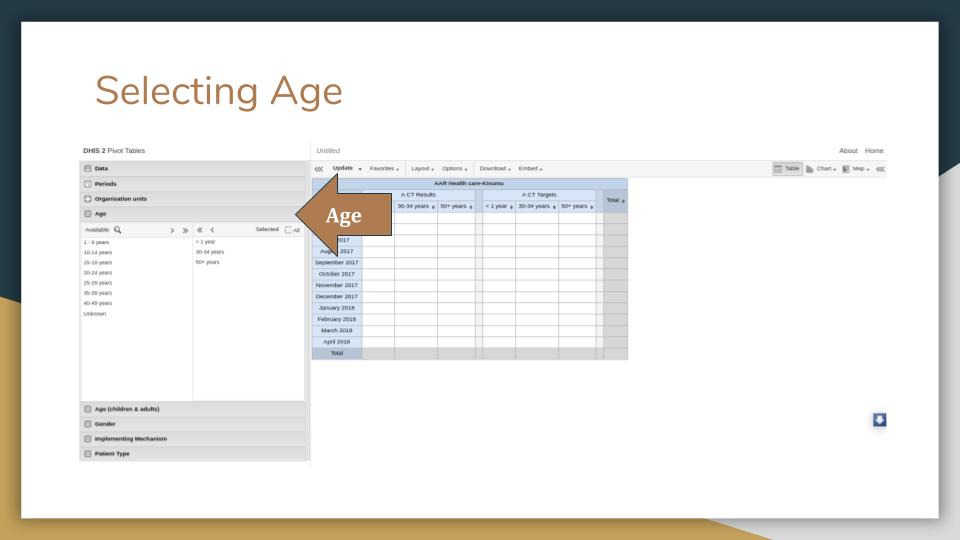 Selecting Age
DHIS 2 Pivot Tables
Untitled
About Home
Data
Periods
Organisation units
Age
Available
Selected All
1 - 9 years
10-14 years
15-19 years
20-24 years
25-29 years
35-39 years
40-49 years
Unknown
< 1 year
30-34 years
50+ years
Age (children & adults)
Gender
Implementing Mechanism
Patient Type
Update Favorites Layout Options Download Embed
Table Chart Map
AAR Health care-Kisumu
A CT Results A CT Targets Total
30-34 years 50+ years < 1 year 30-34 years 50+ years
Age
2017
August 2017
September 2017
October 2017
November 2017
December 2017
January 2018
February 2018
March 2018
April 2018
Total